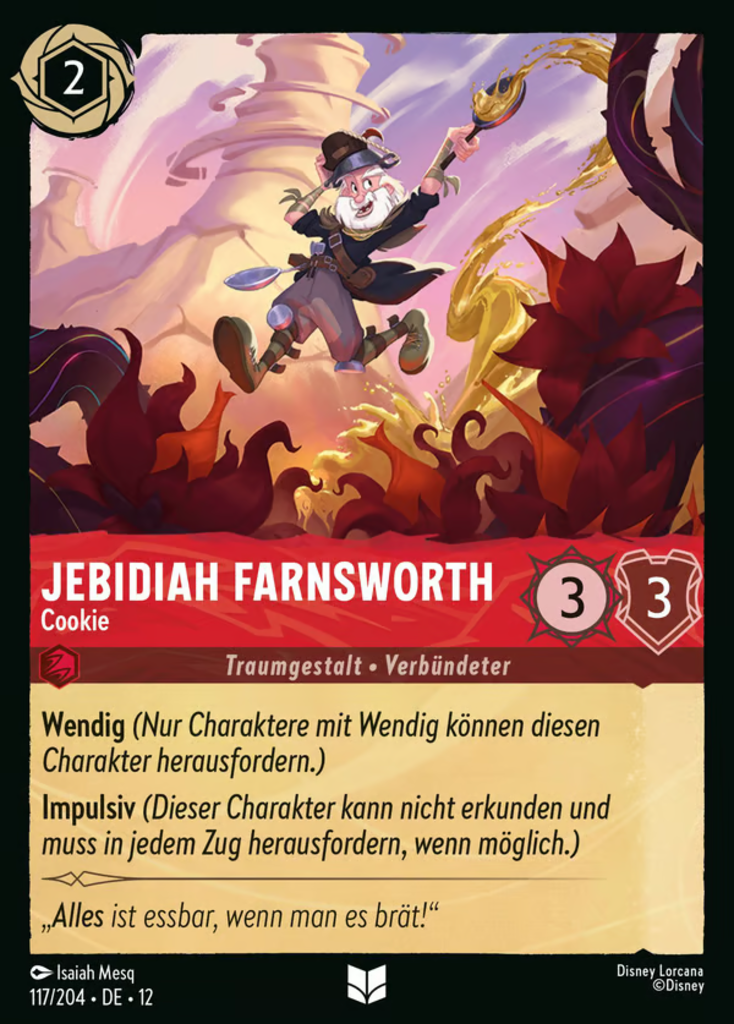 2
JEBIDIAH FARNSWORTH
Cookie
3
3
Traumgestalt • Verbündeter
Wendig (Nur Charaktere mit Wendig können diesen
Charakter herausfordern.)
Impulsiv (Dieser Charakter kann nicht erkunden und
muss in jedem Zug herausfordern, wenn möglich.)
„Alles ist essbar, wenn man es brät!“
Isaiah Mesq
117/204 • DE • 12
Disney Lorcana
©Disney